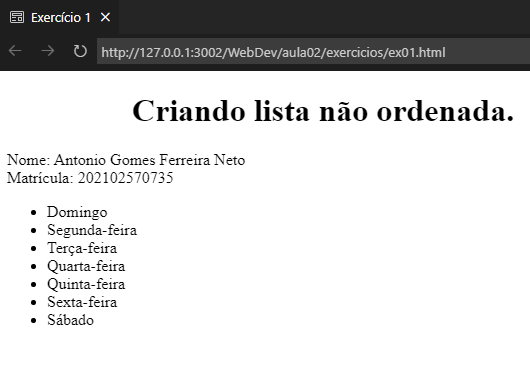 Exercício 1
http://127.0.0.1:3002/WebDev/aula02/exercicios/ex01.html
Criando lista não ordenada.
Nome: Antonio Gomes Ferreira Neto
Matrícula: 202102570735
Domingo
Segunda-feira
Terça-feira
Quarta-feira
Quinta-feira
Sexta-feira
Sábado